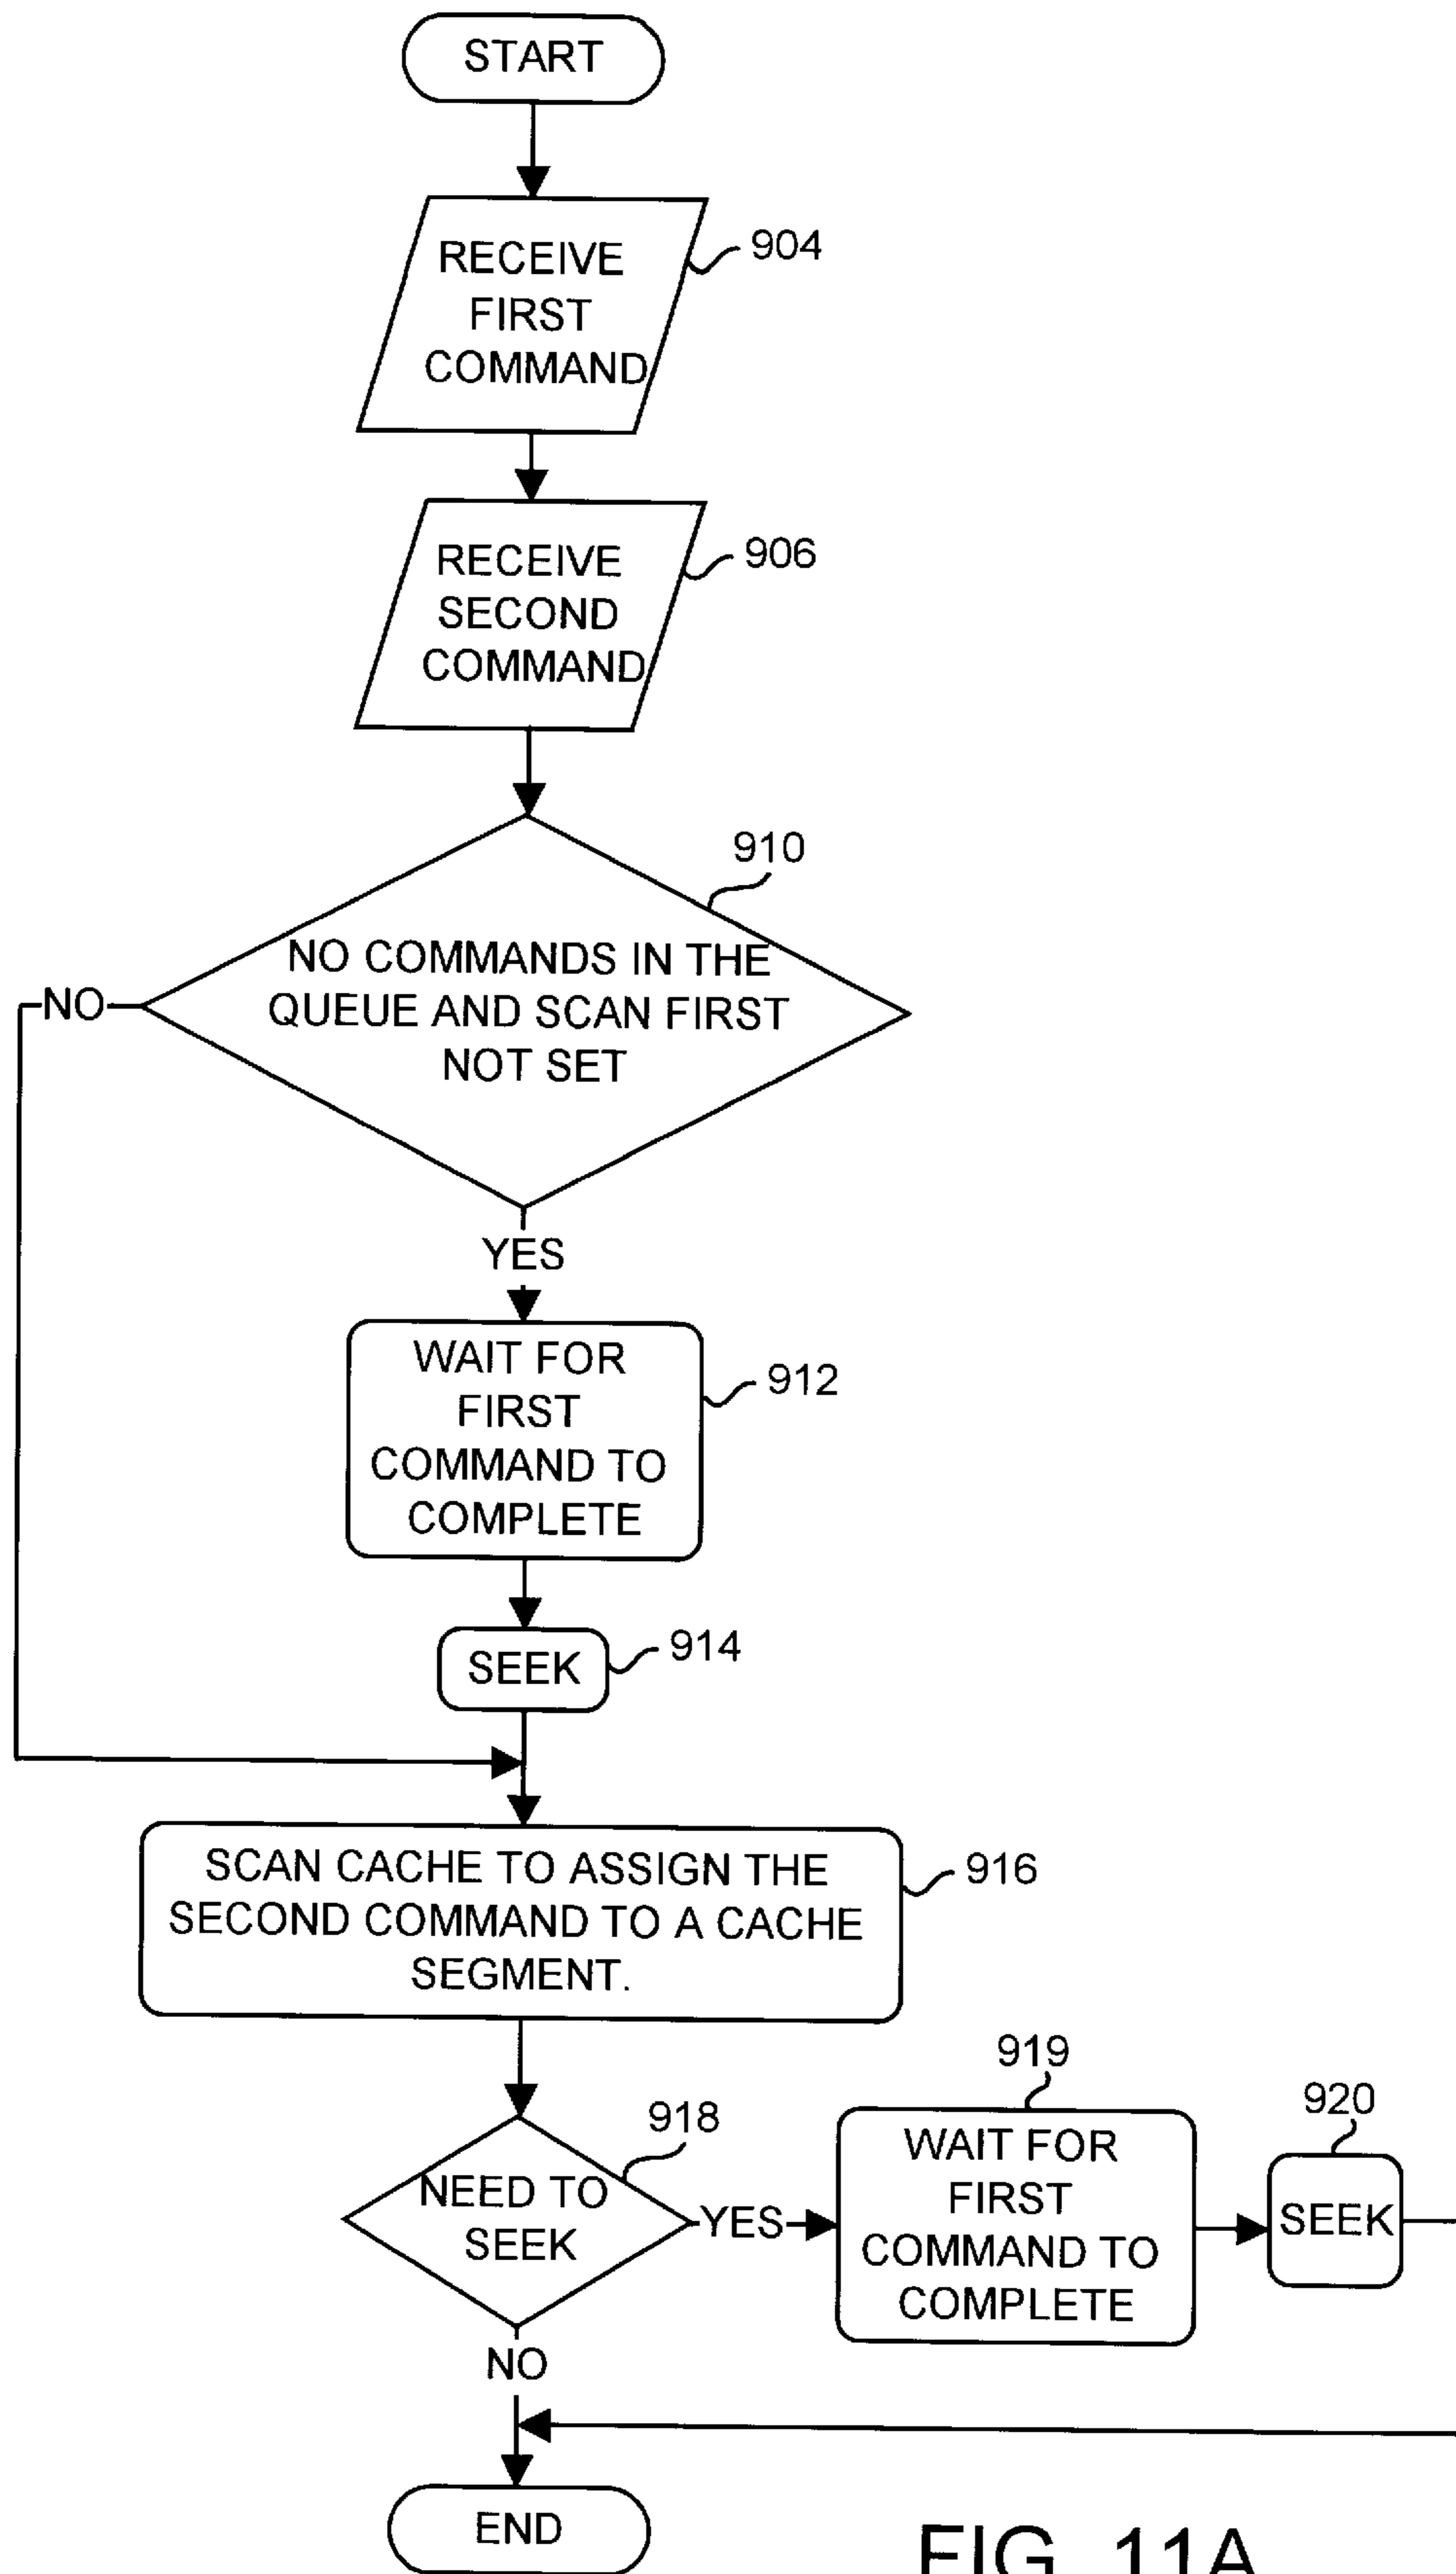 START
RECEIVE
FIRST
COMMAND
904
RECEIVE
SECOND
COMMAND
906
910
NO COMMANDS IN THE
QUEUE AND SCAN FIRST
NOT SET
NO
YES
WAIT FOR
FIRST
COMMAND TO
COMPLETE
912
SEEK
914
SCAN CACHE TO ASSIGN THE
SECOND COMMAND TO A CACHE
SEGMENT.
916
918
NEED TO
SEEK
YES
919
WAIT FOR
FIRST
COMMAND TO
COMPLETE
920
SEEK
NO
END
FIG. 11A